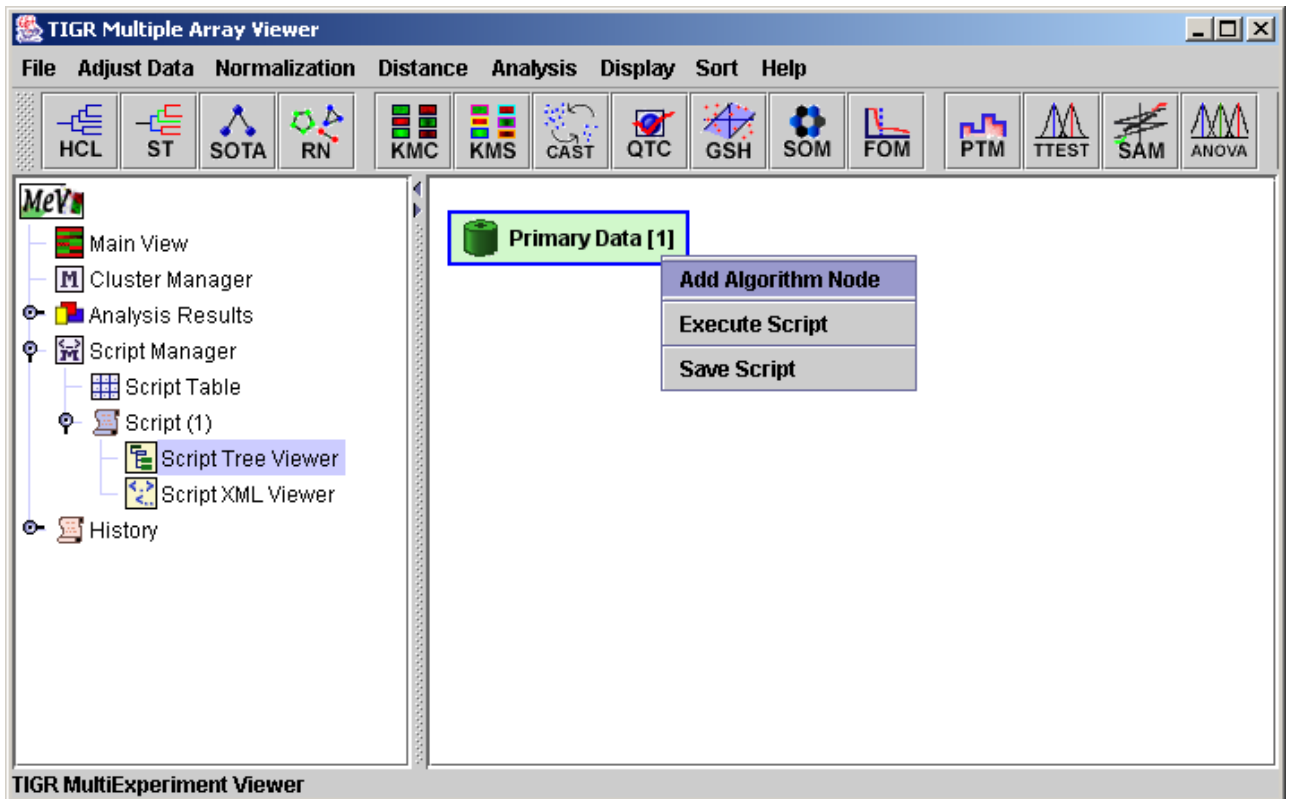 TIGR Multiple Array Viewer
File Adjust Data Normalization Distance Analysis Display Sort Help
HCL ST SOTA RN KMC KMS CAST QTC GSH SOM FOM PTM TTEST SAM ANOVA
MeV
Main View
Cluster Manager
Analysis Results
Script Manager
Script Table
Script (1)
Script Tree Viewer
Script XML Viewer
History
Primary Data [1]
Add Algorithm Node
Execute Script
Save Script
TIGR MultiExperiment Viewer